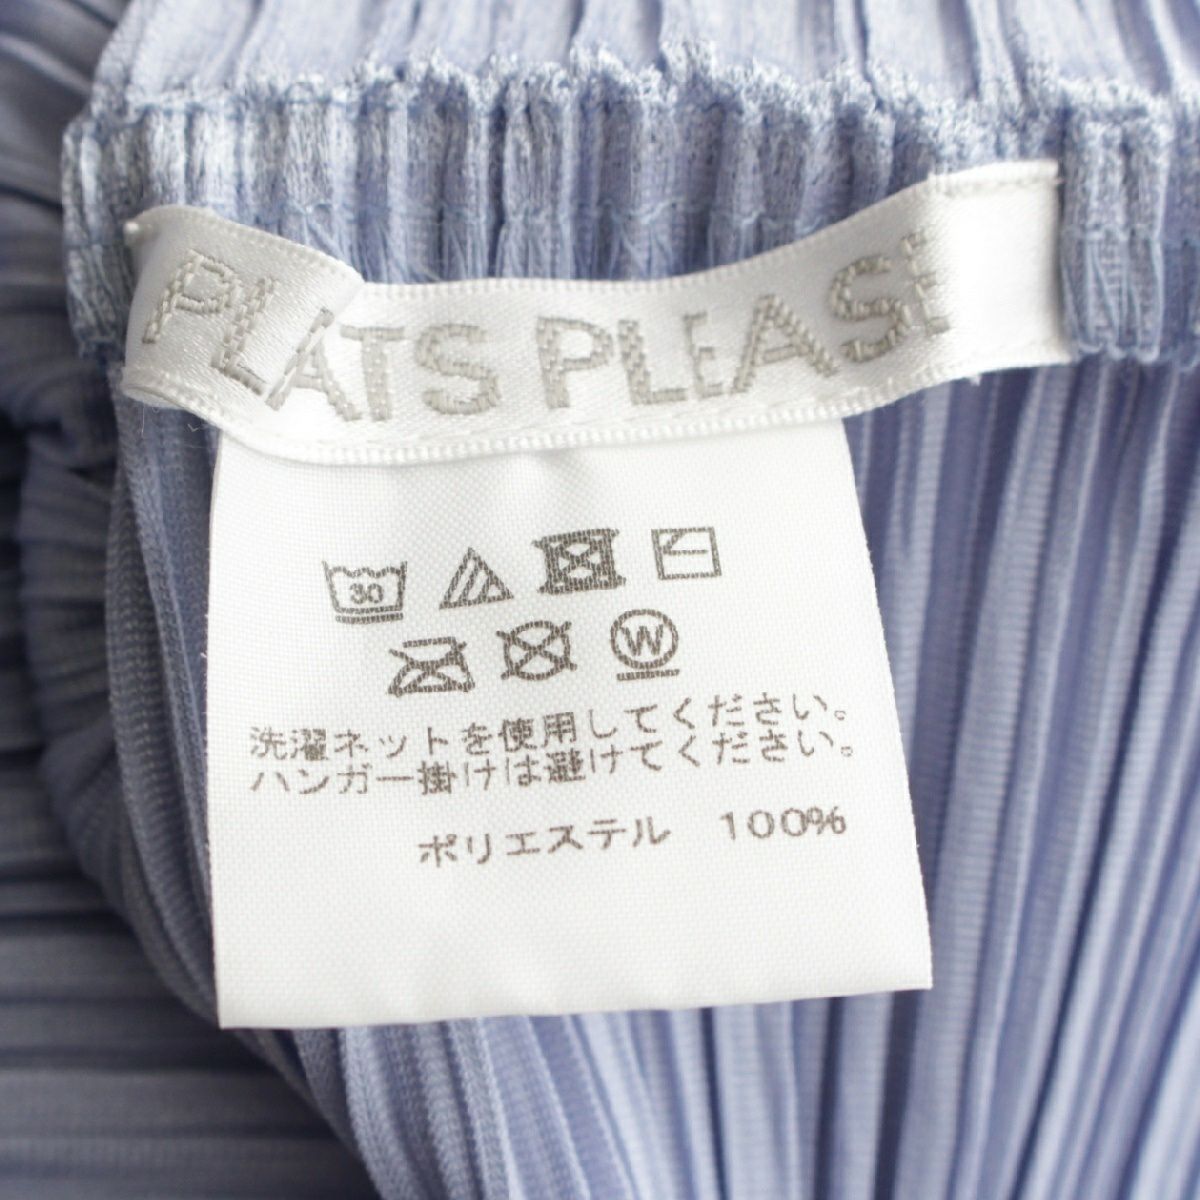 PLATS PLEASE
30
W
洗濯ネットを使用してください。
ハンガー掛けは避けてください。
ポリエステル 100%